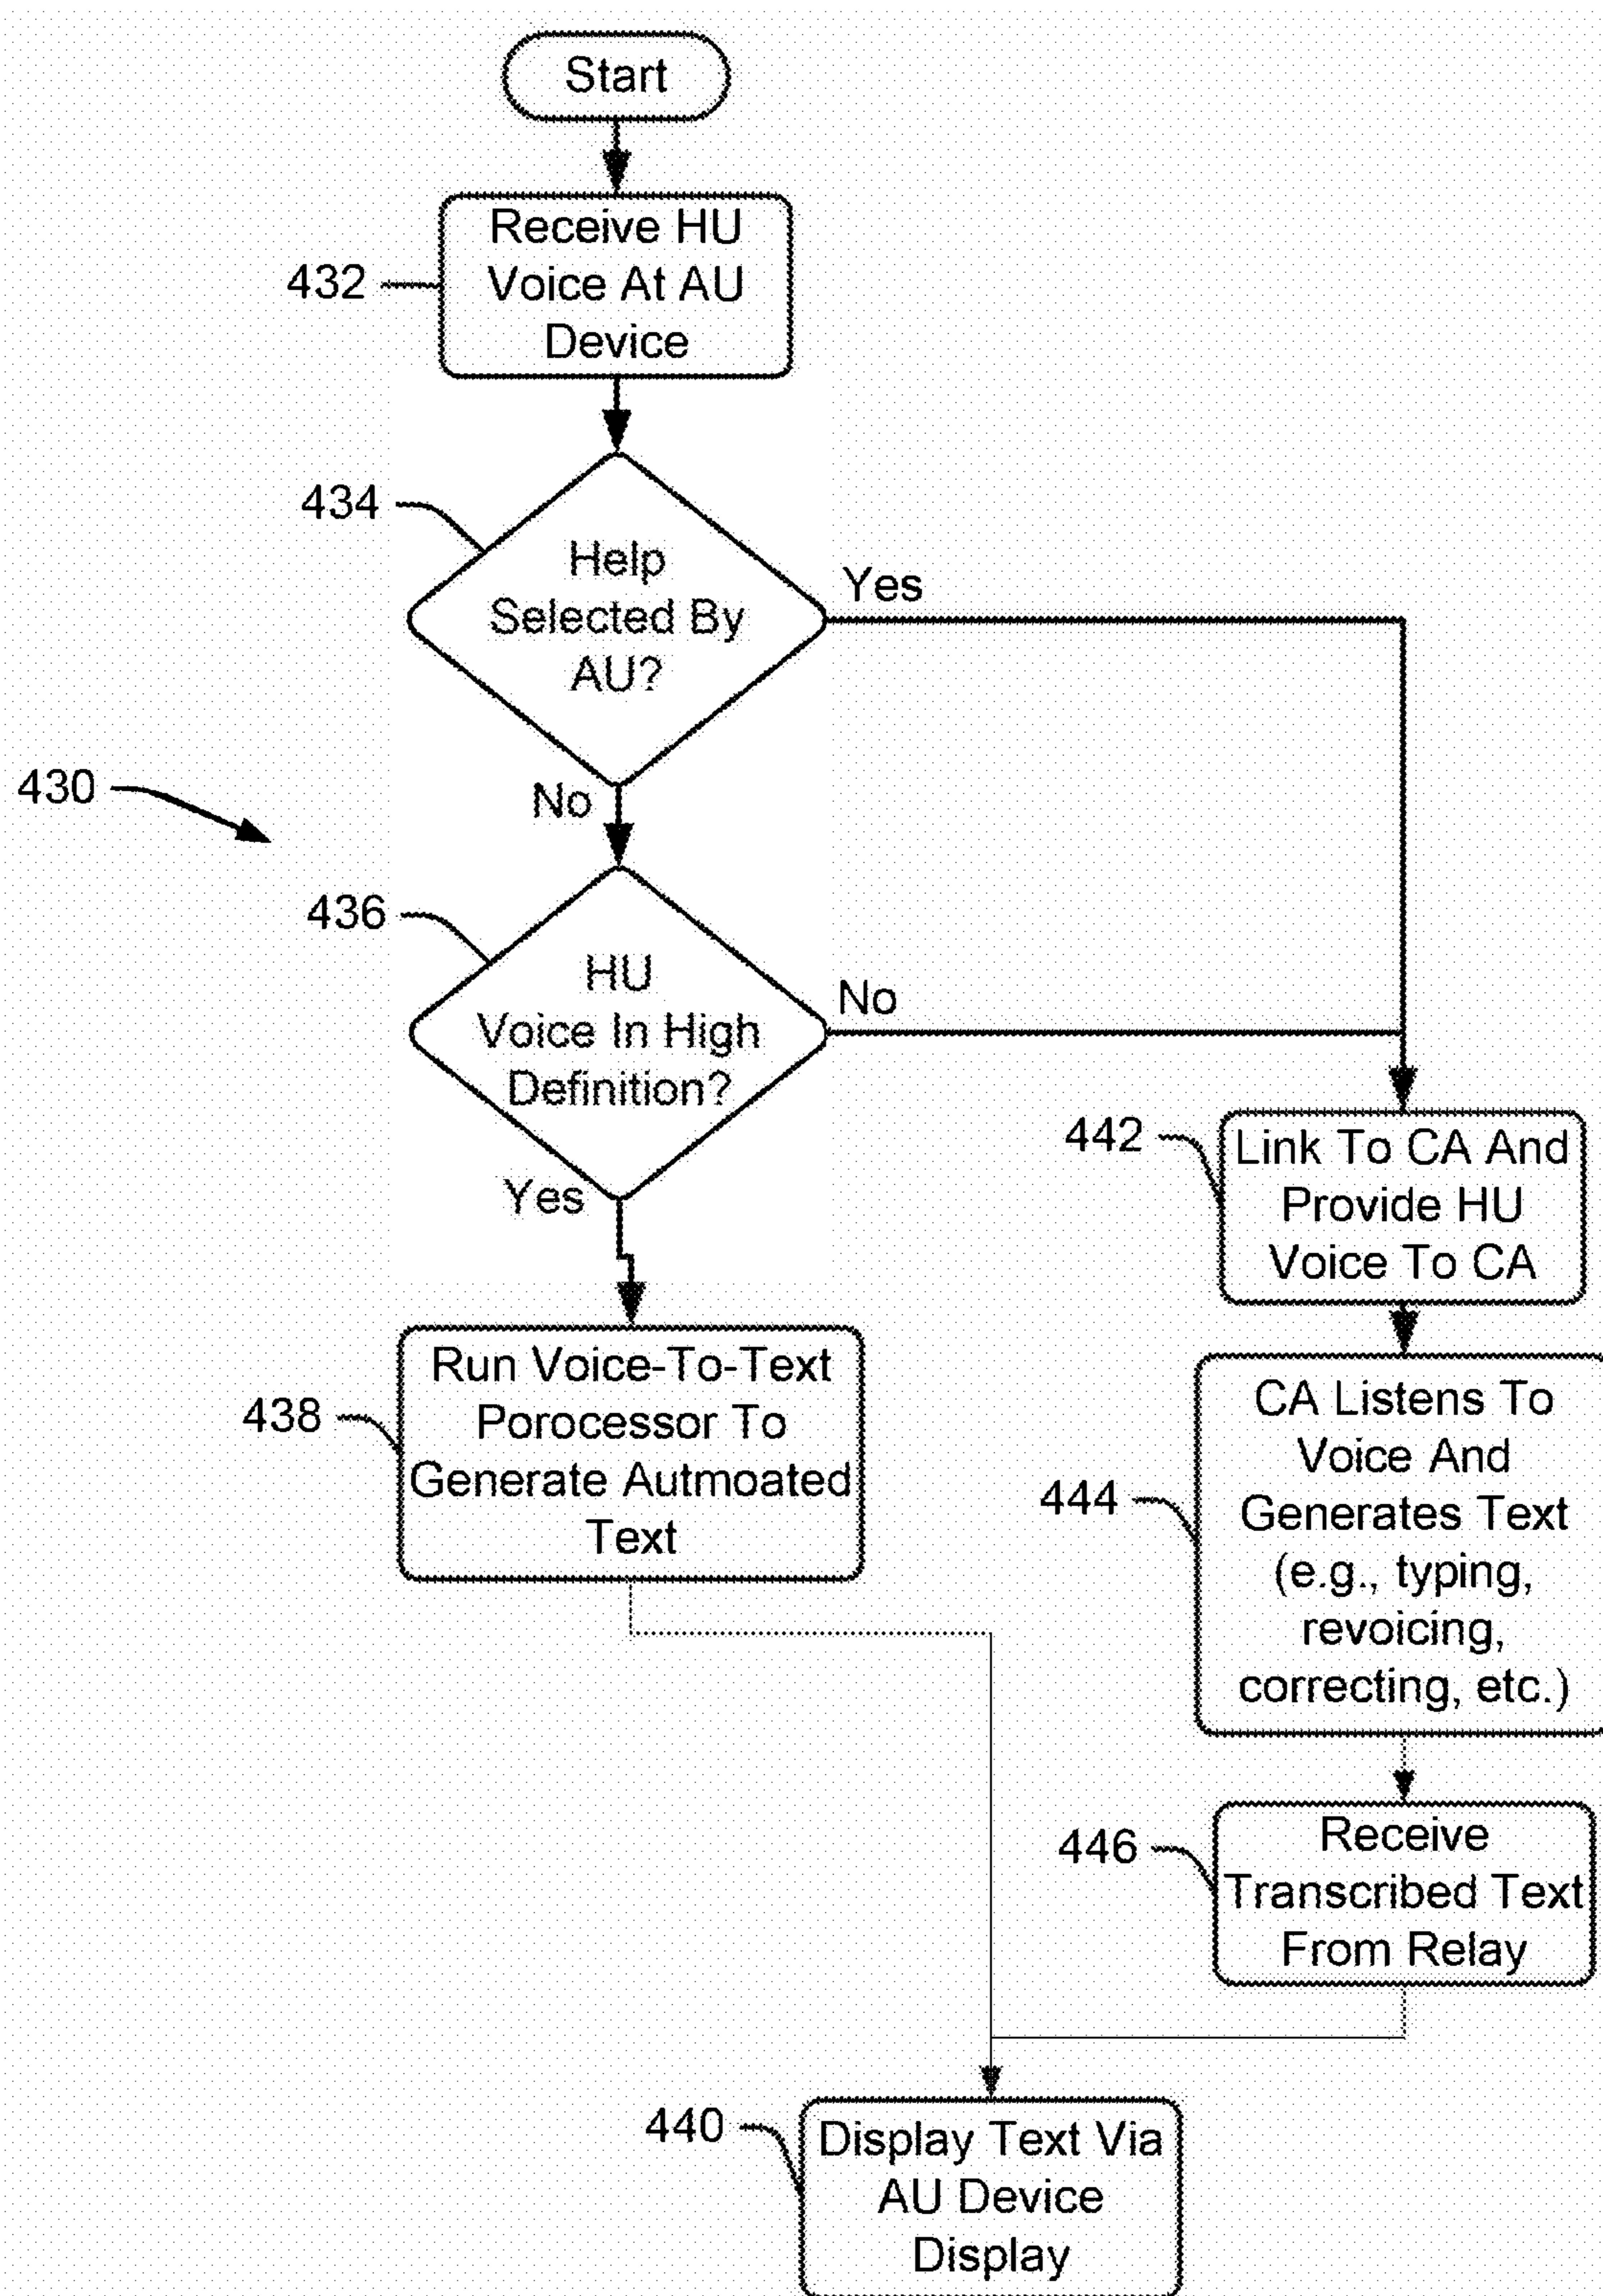 Start
Receive HU
Voice At AU
Device
432
434
Help
Selected By
AU?
Yes
No
430
436
HU
Voice In High
Definition?
No
Yes
442
Link To CA And
Provide HU
Voice To CA
438
Run Voice-To-Text
Porocessor To
Generate Autmoated
Text
444
CA Listens To
Voice And
Generates Text
(e.g., typing,
revoicing,
correcting, etc.)
446
Receive
Transcribed Text
From Relay
440
Display Text Via
AU Device
Display